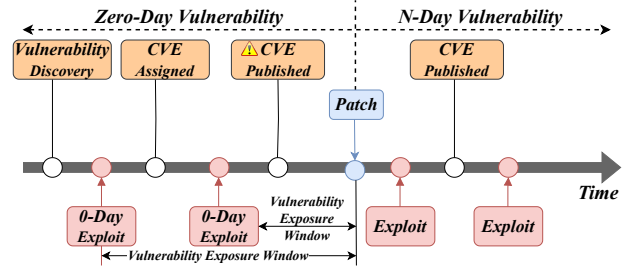 Zero-Day Vulnerability
N-Day Vulnerability
Vulnerability
Discovery
CVE
Assigned
CVE
Published
CVE
Published
Patch
Time
0-Day
Exploit
0-Day
Exploit
Vulnerability
Exposure
Window
Exploit
Exploit
Vulnerability Exposure Window